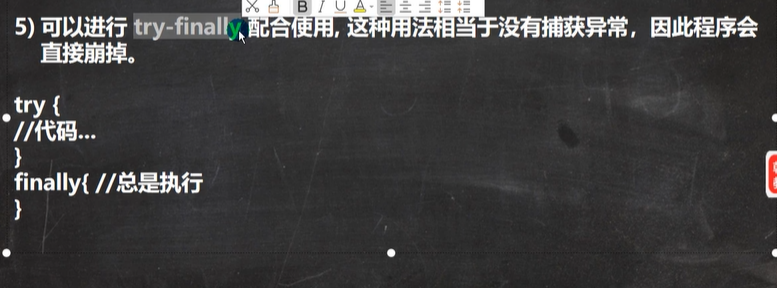 5) 可以进行 try-finally 配合使用, 这种用法相当于没有捕获异常，因此程序会
直接崩掉。
try {
//代码...
}
finally{ //总是执行
}